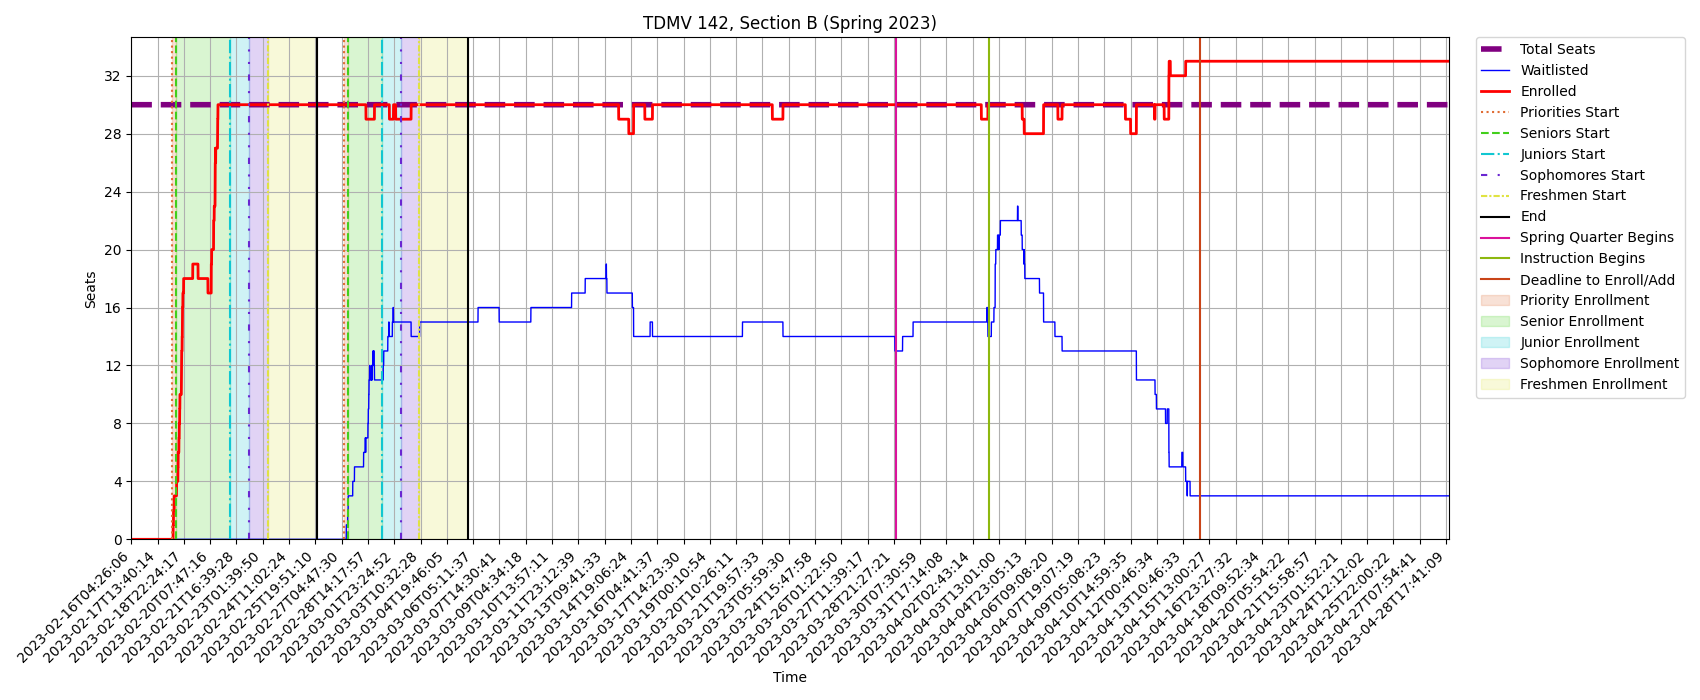 TDMV 142, Section B (Spring 2023)
32
28
24
20
16
12
8
4
0
Seats
2023-02-16T04:26:06
2023-02-17T13:40:14
2023-02-18T22:24:17
2023-02-20T07:47:16
2023-02-21T16:39:28
2023-02-23T01:39:50
2023-02-24T11:02:24
2023-02-25T19:51:10
2023-02-27T04:47:30
2023-02-28T14:17:57
2023-03-01T23:24:52
2023-03-03T10:32:28
2023-03-04T19:46:05
2023-03-06T05:11:37
2023-03-07T14:30:41
2023-03-09T04:34:18
2023-03-10T13:57:11
2023-03-11T23:12:39
2023-03-13T09:41:33
2023-03-14T19:06:24
2023-03-16T04:41:37
2023-03-17T14:23:30
2023-03-19T00:10:54
2023-03-20T10:26:11
2023-03-21T19:57:33
2023-03-23T05:59:30
2023-03-24T15:47:58
2023-03-26T01:22:50
2023-03-27T11:39:17
2023-03-28T21:27:21
2023-03-30T07:30:59
2023-03-31T17:14:08
2023-04-02T02:43:14
2023-04-03T13:01:00
2023-04-04T23:05:13
2023-04-06T09:08:20
2023-04-07T19:07:19
2023-04-09T05:08:23
2023-04-10T14:59:35
2023-04-12T00:46:34
2023-04-13T10:46:33
2023-04-15T13:00:27
2023-04-16T23:27:32
2023-04-18T09:52:34
2023-04-20T05:54:22
2023-04-21T15:58:57
2023-04-23T01:52:21
2023-04-24T12:12:02
2023-04-25T22:00:22
2023-04-27T07:54:41
2023-04-28T17:41:09
Time
Total Seats
Waitlisted
Enrolled
Priorities Start
Seniors Start
Juniors Start
Sophomores Start
Freshmen Start
End
Spring Quarter Begins
Instruction Begins
Deadline to Enroll/Add
Priority Enrollment
Senior Enrollment
Junior Enrollment
Sophomore Enrollment
Freshmen Enrollment